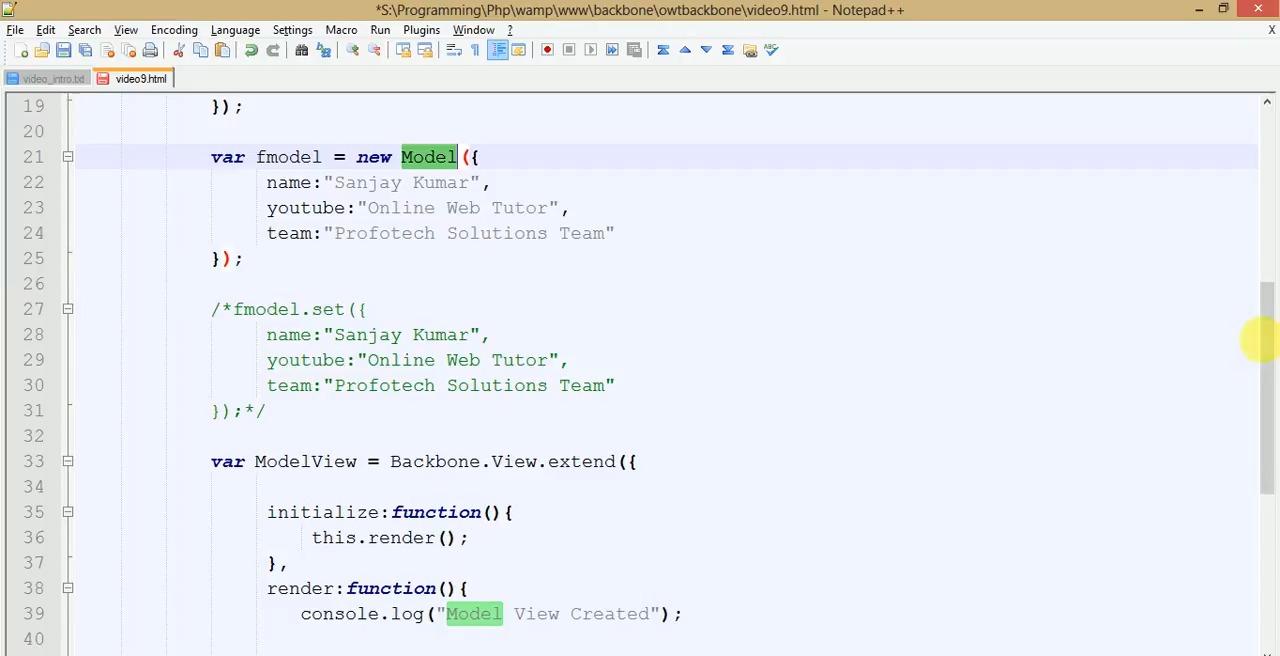 *S:\Programming\Php\wamp\www\backbone\owtbackbone\video9.html - Notepad++
File Edit Search View Encoding Language Settings Macro Run Plugins Window ? X
video_intro.txt video9.html
19 });
20
21 var fmodel = new Model({
22 name:"Sanjay Kumar",
23 youtube:"Online Web Tutor",
24 team:"Profotech Solutions Team"
25 });
26
27 /*fmodel.set({
28 name:"Sanjay Kumar",
29 youtube:"Online Web Tutor",
30 team:"Profotech Solutions Team"
31 });*/
32
33 var ModelView = Backbone.View.extend({
34
35 initialize:function(){
36 this.render();
37 },
38 render:function(){
39 console.log("Model View Created");
40